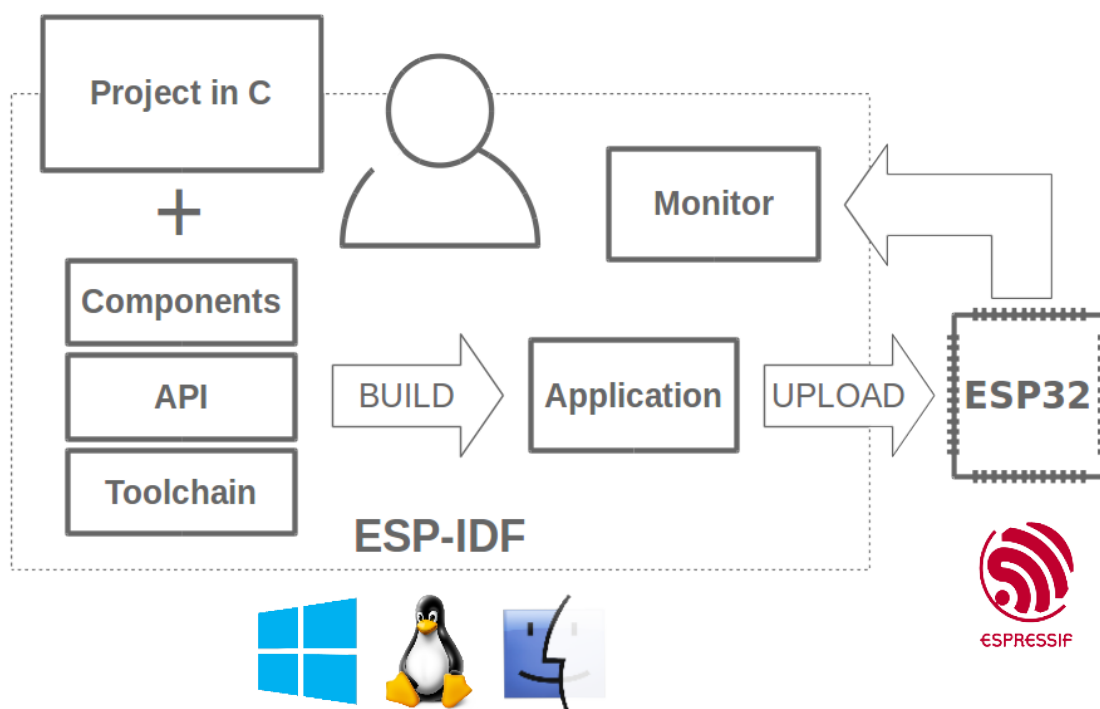 Project in C
+
Components
API
Toolchain
BUILD
Application
UPLOAD
Monitor
ESP32
ESP-IDF
ESPRESSIF